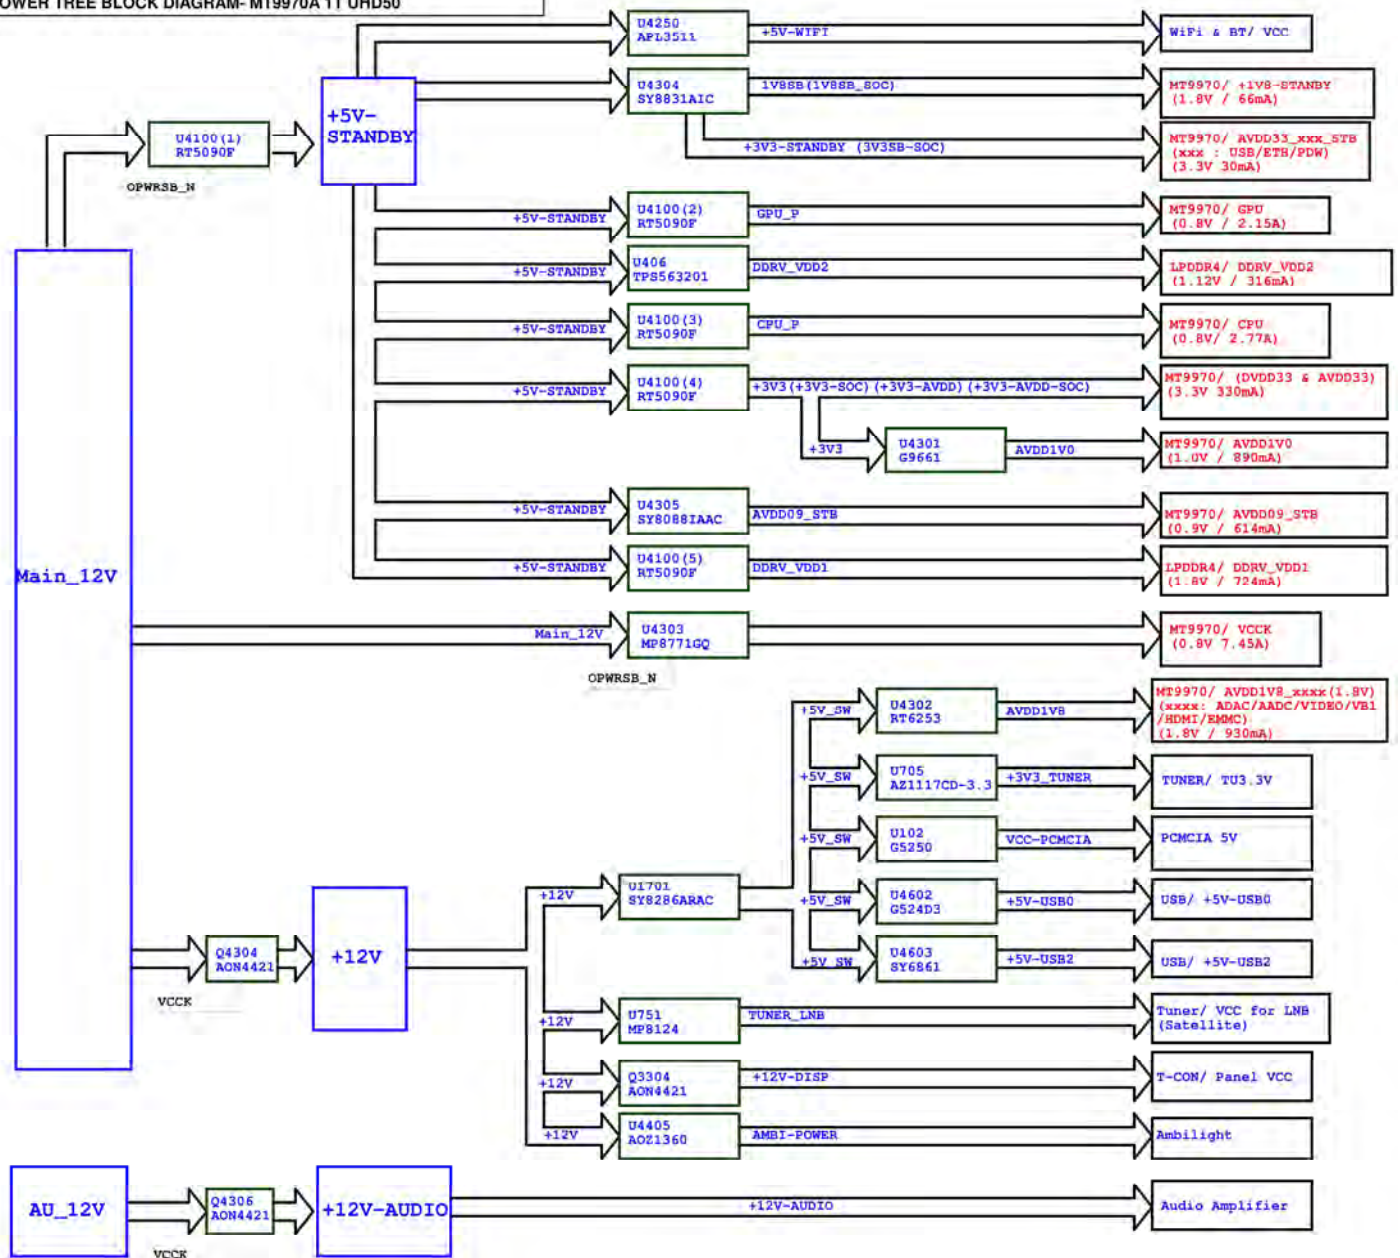 POWER TREE BLOCK DIAGRAM- MT9970A 11 UHD50
U4250
APL3511
+5V-WIFI
WiFi & BT/ VCC
U4304
SY8831AIC
1V8SB(1V8SB_SOC)
MT9970/ +1V8-STANBY
(1.8V / 66mA)
+3V3-STANDBY (3V3SB-SOC)
MT9970/ AVDD33_xxx_STB
(xxx : USB/ETH/PDW)
(3.3V 30mA)
+5V-
STANDBY
U4100(1)
RT5090F
OPWRSB_N
+5V-STANDBY
U4100(2)
RT5090F
GPU_P
MT9970/ GPU
(0.8V / 2.15A)
+5V-STANDBY
U406
TPS563201
DDRV_VDD2
LPDDR4/ DDRV_VDD2
(1.12V / 316mA)
+5V-STANDBY
U4100(3)
RT5090F
CPU_P
MT9970/ CPU
(0.8V/ 2.77A)
+5V-STANDBY
U4100(4)
RT5090F
+3V3(+3V3-SOC)(+3V3-AVDD)(+3V3-AVDD-SOC)
MT9970/ (DVDD33 & AVDD33)
(3.3V 330mA)
+3V3
U4301
G9661
AVDD1V0
MT9970/ AVDD1V0
(1.0V / 890mA)
+5V-STANDBY
U4305
SY8088IAAC
AVDD09_STB
MT9970/ AVDD09_STB
(0.9V / 614mA)
+5V-STANDBY
U4100(5)
RT5090F
DDRV_VDD1
LPDDR4/ DDRV_VDD1
(1.8V / 724mA)
Main_12V
Main_12V
U4303
MP8771GQ
OPWRSB_N
MT9970/ VCCK
(0.8V 7.45A)
+5V_SW
U4302
RT6253
AVDD1V8
MT9970/ AVDD1V8_xxxx(1.8V)
(xxxx: ADAC/AADC/VIDEO/VB1
/HDMI/EMMC)
(1.8V / 930mA)
+5V_SW
U705
AZ1117CD-3.3
+3V3_TUNER
TUNER/ TU3.3V
+5V_SW
U102
G5250
VCC-PCMCIA
PCMCIA 5V
+12V
U1701
SY8286ARAC
+5V_SW
U4602
G524D3
+5V-USB0
USB/ +5V-USB0
+5V_SW
U4603
SY6861
+5V-USB2
USB/ +5V-USB2
Q4304
AON4421
VCCK
+12V
+12V
U751
MP8124
TUNER_LNB
Tuner/ VCC for LNB
(Satellite)
+12V
Q3304
AON4421
+12V-DISP
T-CON/ Panel VCC
+12V
U4405
AOZ1360
AMBI-POWER
Ambilight
AU_12V
Q4306
AON4421
VCCK
+12V-AUDIO
+12V-AUDIO
Audio Amplifier